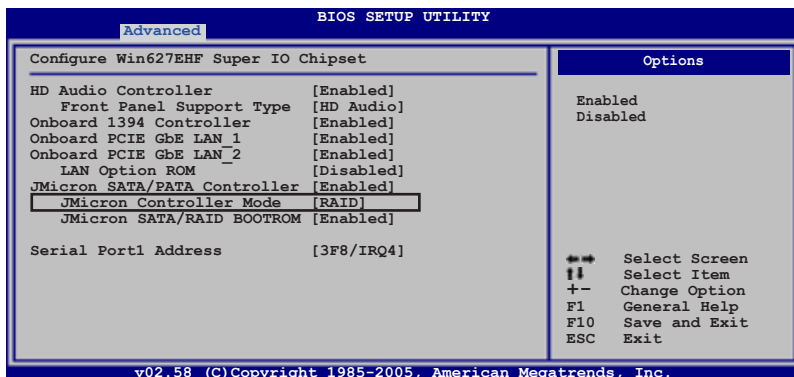 BIOS SETUP UTILITY
Advanced
Configure Win627EHF Super IO Chipset
HD Audio Controller [Enabled]
Front Panel Support Type [HD Audio]
Onboard 1394 Controller [Enabled]
Onboard PCIE GbE LAN_1 [Enabled]
Onboard PCIE GbE LAN_2 [Enabled]
LAN Option ROM [Disabled]
JMicron SATA/PATA Controller [Enabled]
JMicron Controller Mode [RAID]
JMicron SATA/RAID BOOTROM [Enabled]
Serial Port1 Address [3F8/IRQ4]
Options
Enabled
Disabled
Select Screen
Select Item
+- Change Option
F1 General Help
F10 Save and Exit
ESC Exit
v02.58 (C)Copyright 1985-2005, American Megatrends, Inc.